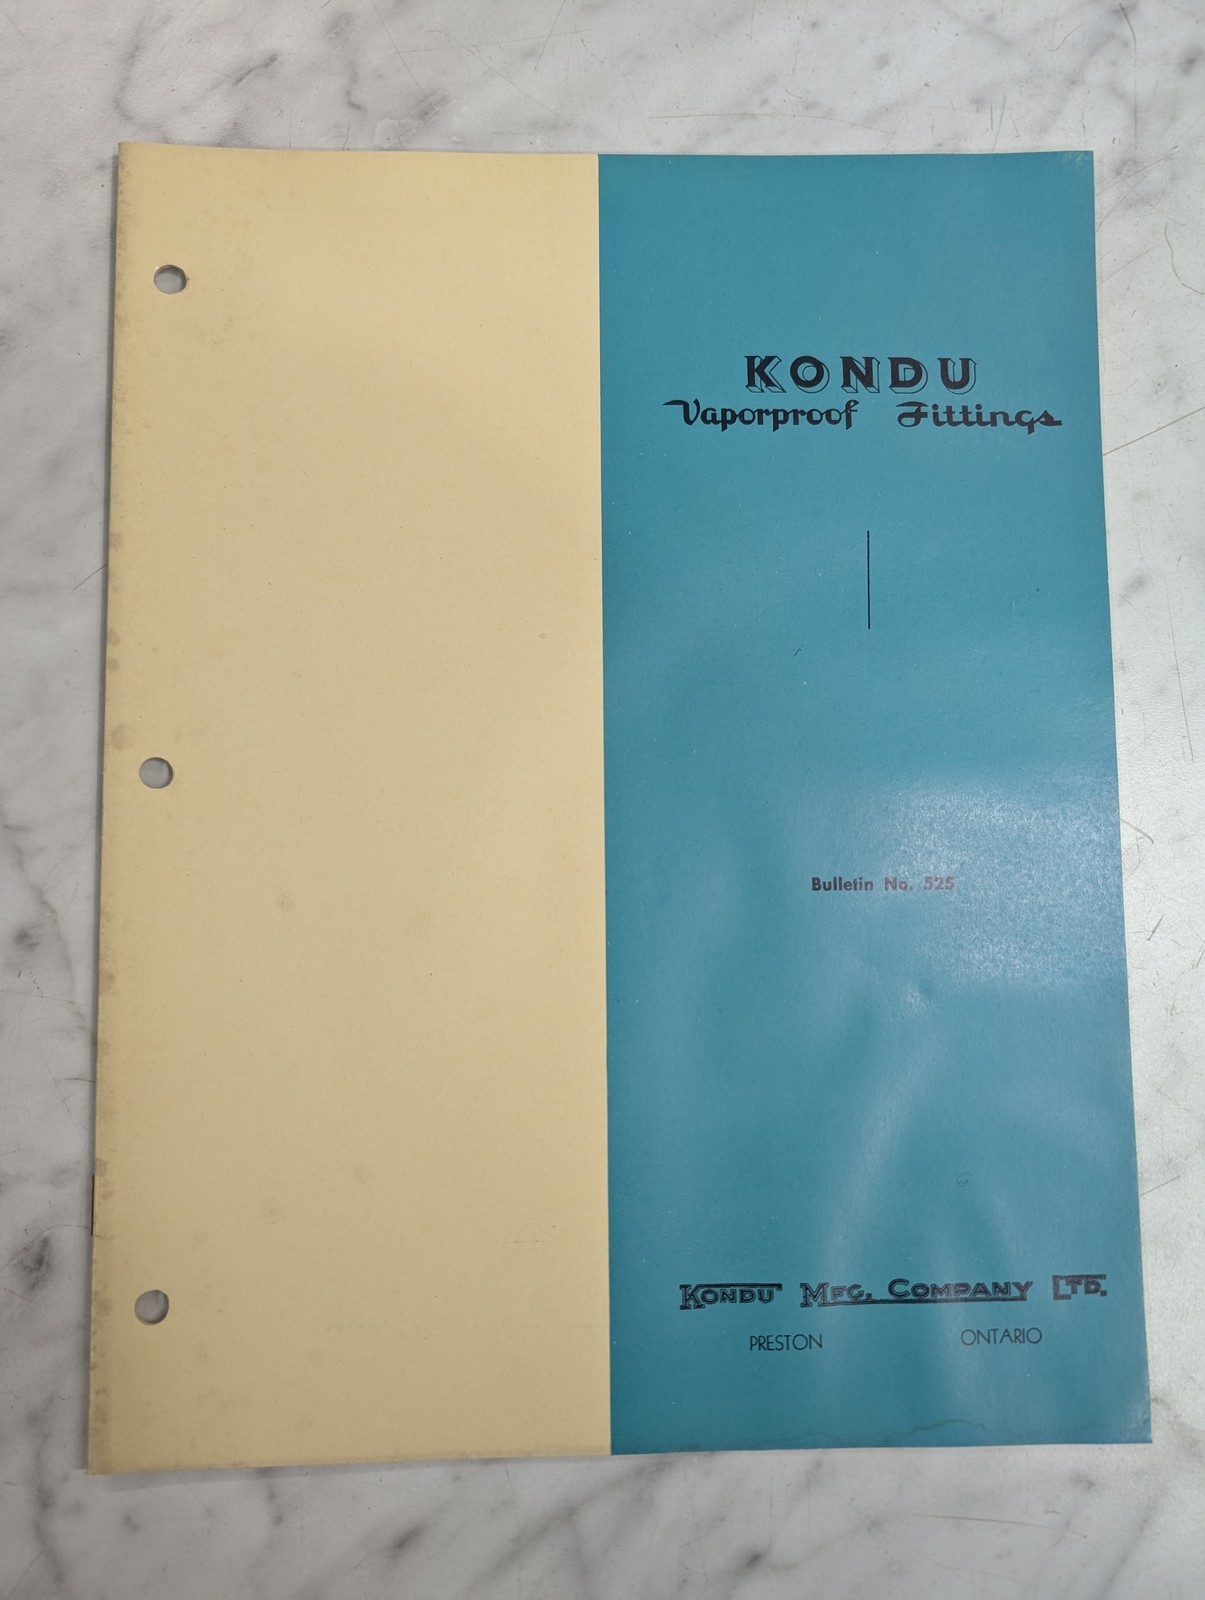 KONDU
Vaporproof Fittings
Bulletin No. 525
KONDU MFG. COMPANY LTD.
PRESTON ONTARIO